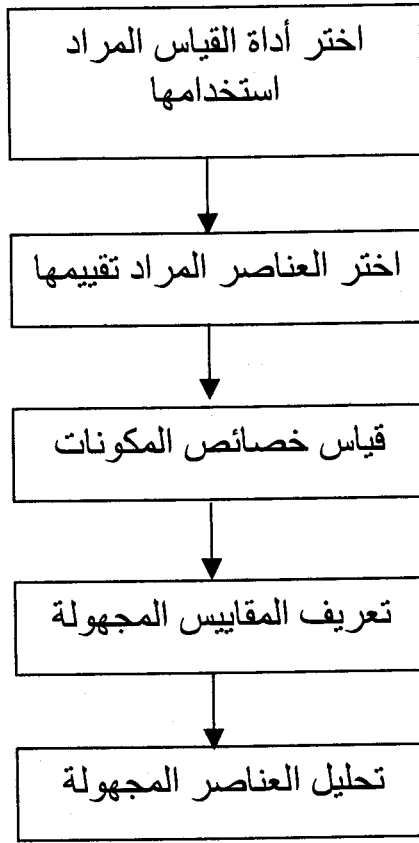 اختر أداة القياس المراد
استخدامها
اختر العناصر المراد تقييمها
قياس خصائص المكونات
تعريف المقاييس المجهولة
تحليل العناصر المجهولة